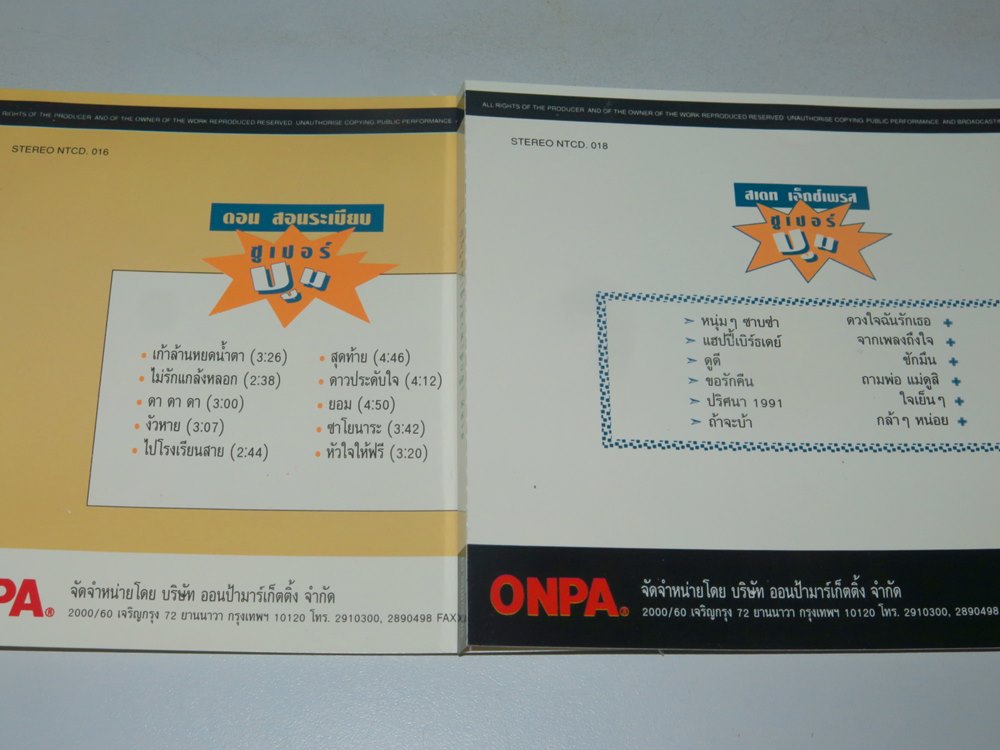 RIGHTS OF THE PRODUCER AND OF THE OWNER OF THE WORK REPRODUCED RESERVED UNAUTHORISE COPYING, PUBLIC PERFORMANCE
STEREO NTCD. 016
ดอน สอนระเบียบ
ซูเปอร์
ปูม
เก้าล้านหยดน้ำตา (3:26)
ไม่รักแกล้งหลอก (2:38)
ดา ดา ดา (3:00)
งัวหาย (3:07)
ไปโรงเรียนสาย (2:44)
สุดท้าย (4:46)
ดาวประดับใจ (4:12)
ยอม (4:50)
ซาโยนาระ (3:42)
หัวใจให้ฟรี (3:20)
PA®
จัดจำหน่ายโดย บริษัท ออนป้ามาร์เก็ตติ้ง จำกัด
2000/60 เจริญกรุง 72 ยานนาวา กรุงเทพฯ 10120 โทร. 2910300, 2890498 FAX
ALL RIGHTS OF THE PRODUCER AND OF THE OWNER OF THE WORK REPRODUCED RESERVED UNAUTHORISE COPYING, PUBLIC PERFORMANCE AND BROADCASTIN
STEREO NTCD. 018
สเตท เอ็กซ์เพรส
ซูเปอร์
ปูม
หนุ่มๆ ซาบซ่า
แฮปปี้เบิร์ธเดย์
ดูดี
ขอรักคืน
ปริศนา 1991
ถ้าจะบ้า
ดวงใจฉันรักเธอ
จากเพลงถึงใจ
ชักมึน
ถามพ่อ แม่ดูสิ
ใจเย็นๆ
กล้าๆ หน่อย
ONPA®
จัดจำหน่ายโดย บริษัท ออนป้ามาร์เก็ตติ้ง จำกัด
2000/60 เจริญกรุง 72 ยานนาวา กรุงเทพฯ 10120 โทร. 2910300, 2890498